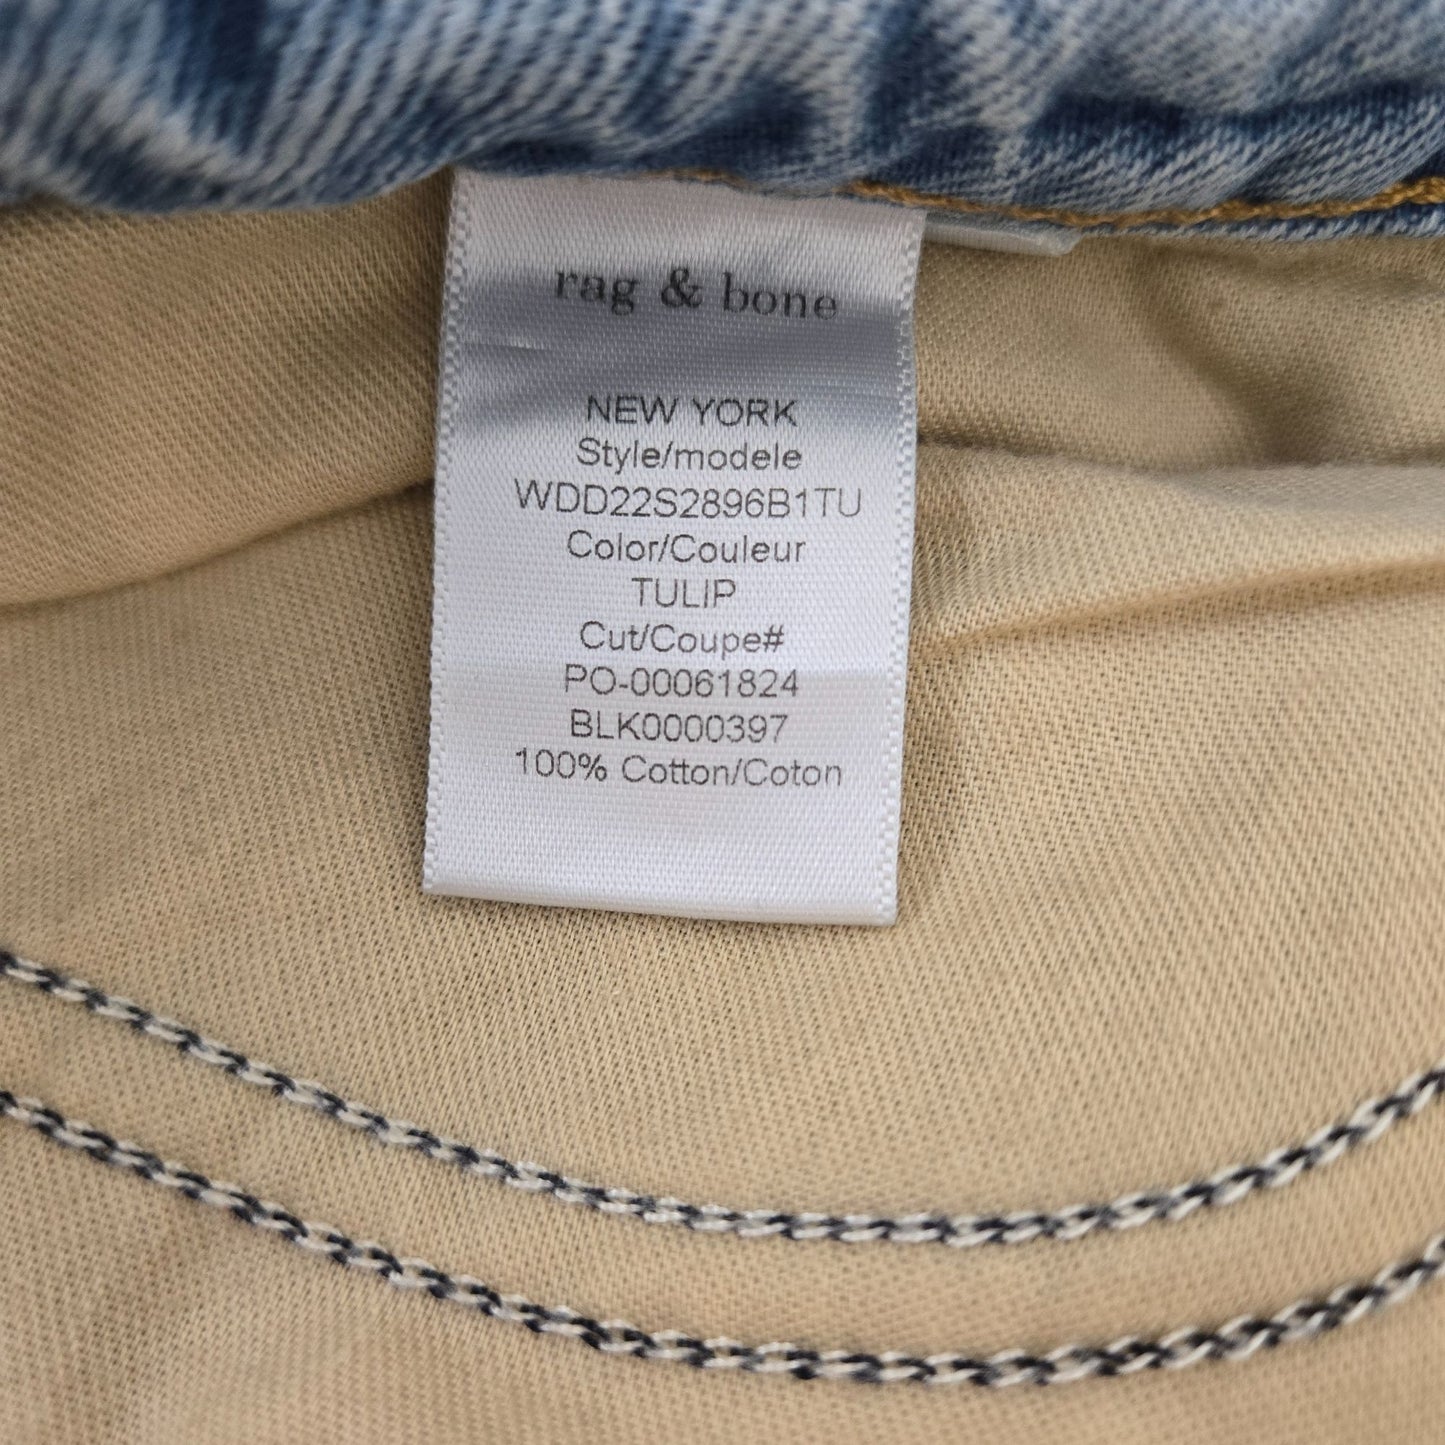 rag & bone
NEW YORK
Style/modele
WDD22S2896B1TU
Color/Couleur
TULIP
Cut/Coupe#
PO-00061824
BLK0000397
100% Cotton/Coton